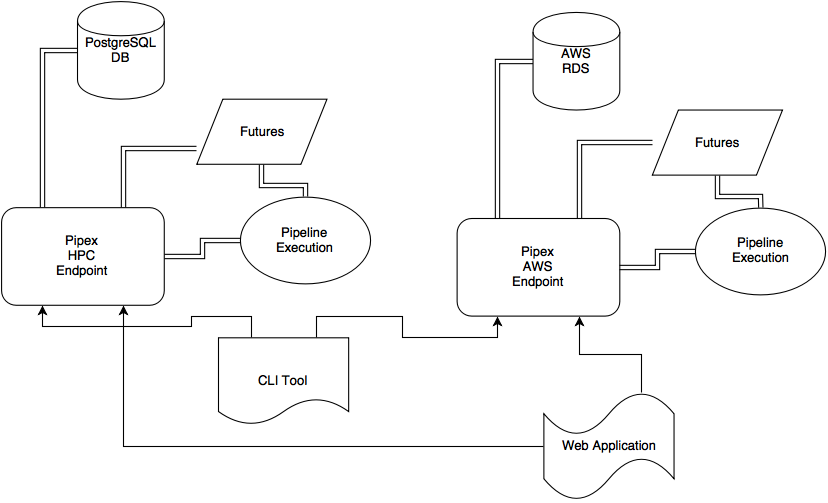 PostgreSQL
DB
AWS
RDS
Futures
Futures
Pipex
HPC
Endpoint
Pipeline
Execution
Pipex
AWS
Endpoint
Pipeline
Execution
CLI Tool
Web Application